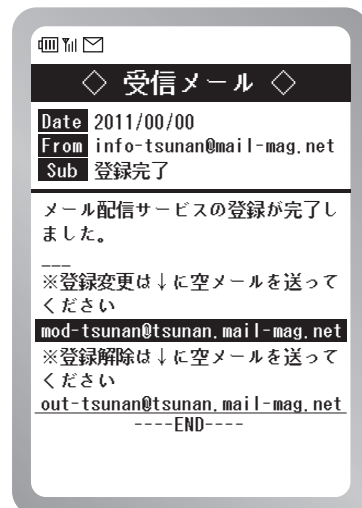 ◇ 受信メール ◇
Date 2011/00/00
From info-tsunan@mail-mag.net
Sub 登録完了
メール配信サービスの登録が完了し
ました。
___
※登録変更は↓に空メールを送って
ください
mod-tsunan@tsunan.mail-mag.net
※登録解除は↓に空メールを送って
ください
out-tsunan@tsunan.mail-mag.net
----END----